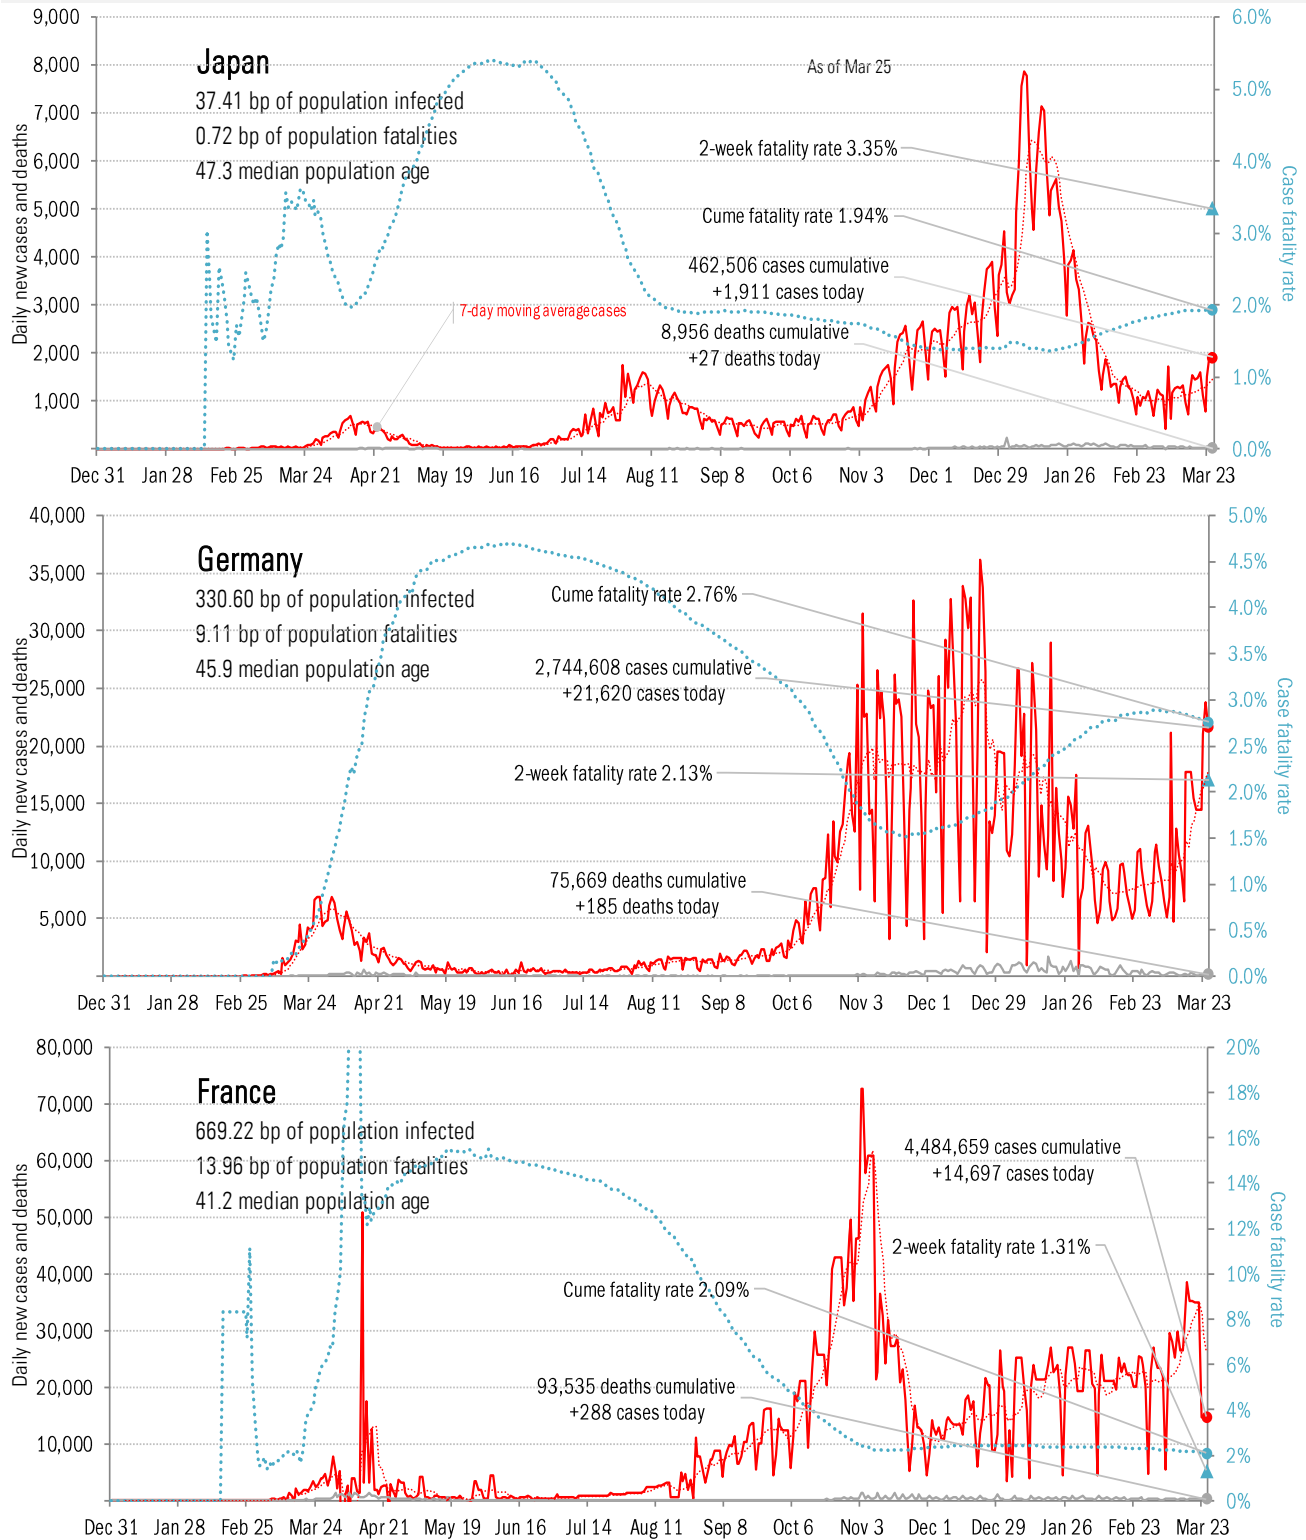 Japan
37.41 bp of population infected
0.72 bp of population fatalities
47.3 median population age
As of Mar 25
2-week fatality rate 3.35%
Cume fatality rate 1.94%
462,506 cases cumulative
+1,911 cases today
8,956 deaths cumulative
+27 deaths today
7-day moving average cases
Daily new cases and deaths
9,000
8,000
7,000
6,000
5,000
4,000
3,000
2,000
1,000
6.0%
5.0%
4.0%
3.0%
2.0%
1.0%
0.0%
Case fatality rate
Dec 31 Jan 28 Feb 25 Mar 24 Apr 21 May 19 Jun 16 Jul 14 Aug 11 Sep 8 Oct 6 Nov 3 Dec 1 Dec 29 Jan 26 Feb 23 Mar 23
Germany
330.60 bp of population infected
9.11 bp of population fatalities
45.9 median population age
Cume fatality rate 2.76%
2,744,608 cases cumulative
+21,620 cases today
2-week fatality rate 2.13%
75,669 deaths cumulative
+185 deaths today
Daily new cases and deaths
40,000
35,000
30,000
25,000
20,000
15,000
10,000
5,000
5.0%
4.5%
4.0%
3.5%
3.0%
2.5%
2.0%
1.5%
1.0%
0.5%
0.0%
Case fatality rate
Dec 31 Jan 28 Feb 25 Mar 24 Apr 21 May 19 Jun 16 Jul 14 Aug 11 Sep 8 Oct 6 Nov 3 Dec 1 Dec 29 Jan 26 Feb 23 Mar 23
France
669.22 bp of population infected
13.96 bp of population fatalities
41.2 median population age
4,484,659 cases cumulative
+14,697 cases today
2-week fatality rate 1.31%
Cume fatality rate 2.09%
93,535 deaths cumulative
+288 cases today
Daily new cases and deaths
80,000
70,000
60,000
50,000
40,000
30,000
20,000
10,000
20%
18%
16%
14%
12%
10%
8%
6%
4%
2%
0%
Case fatality rate
Dec 31 Jan 28 Feb 25 Mar 24 Apr 21 May 19 Jun 16 Jul 14 Aug 11 Sep 8 Oct 6 Nov 3 Dec 1 Dec 29 Jan 26 Feb 23 Mar 23